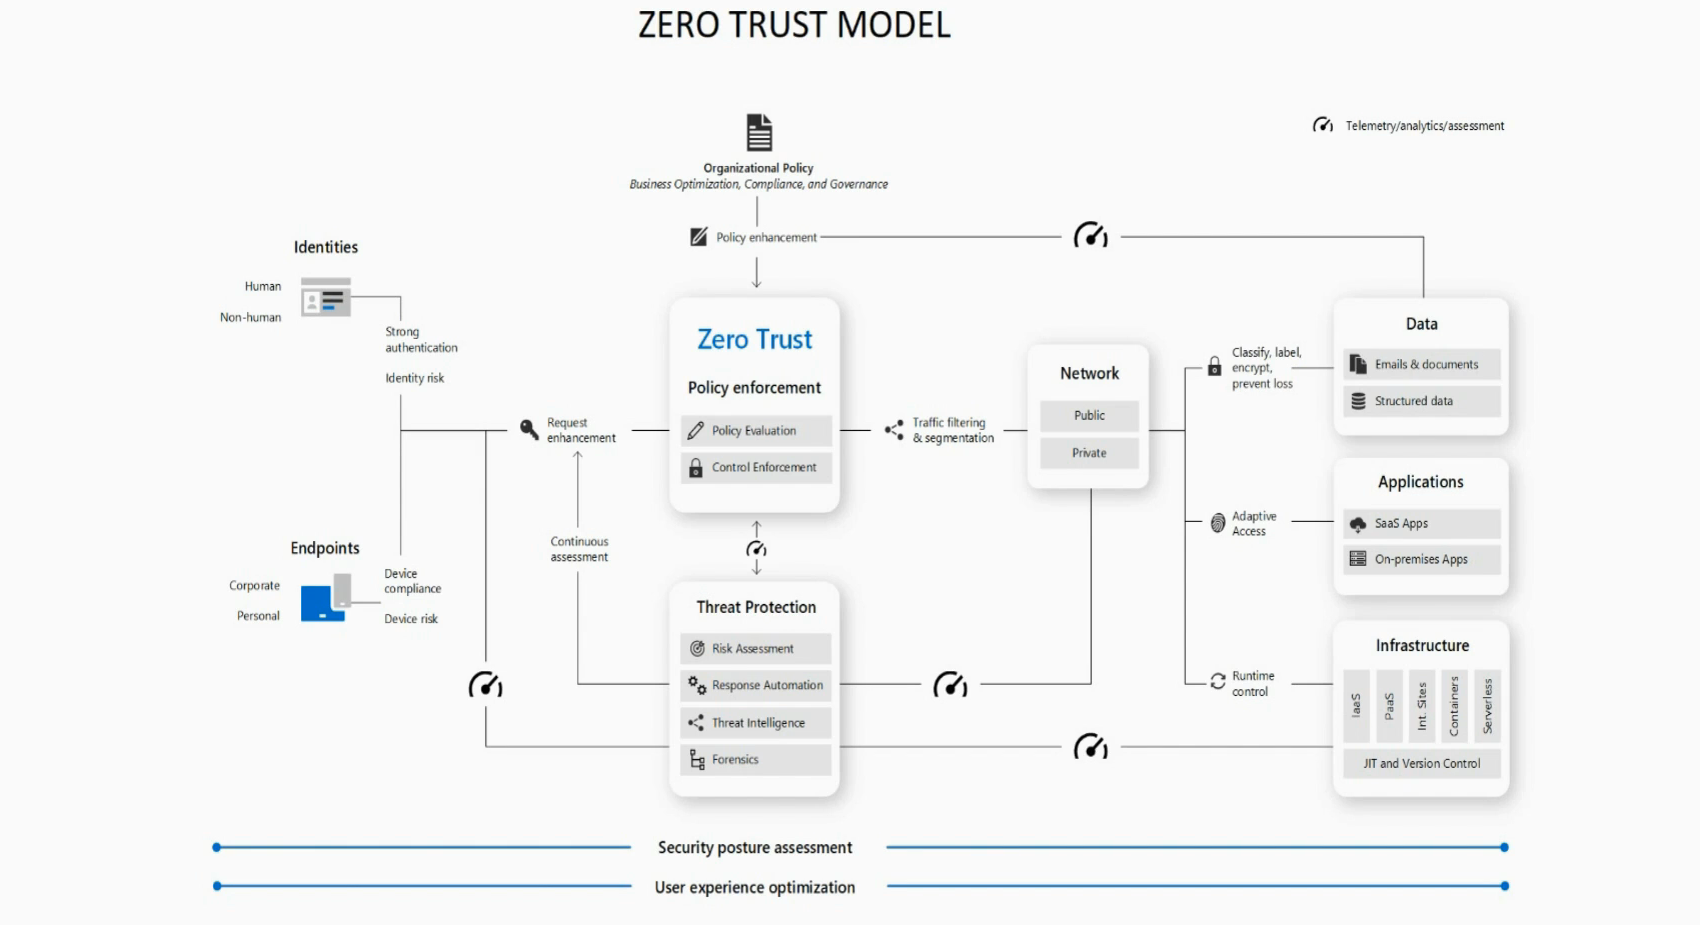 ZERO TRUST MODEL
Telemetry/analytics/assessment
Organizational Policy
Business Optimization, Compliance, and Governance
Policy enhancement
Identities
Human
Non-human
Strong
authentication
Identity risk
Request
enhancement
Continuous
assessment
Endpoints
Corporate
Personal
Device
compliance
Device risk
Zero Trust
Policy enforcement
Policy Evaluation
Control Enforcement
Threat Protection
Risk Assessment
Response Automation
Threat Intelligence
Forensics
Traffic filtering
& segmentation
Network
Public
Private
Classify, label,
encrypt,
prevent loss
Adaptive
Access
Runtime
control
Data
Emails & documents
Structured data
Applications
SaaS Apps
On-premises Apps
Infrastructure
IaaS
PaaS
Int. Sites
Containers
Serverless
JIT and Version Control
Security posture assessment
User experience optimization